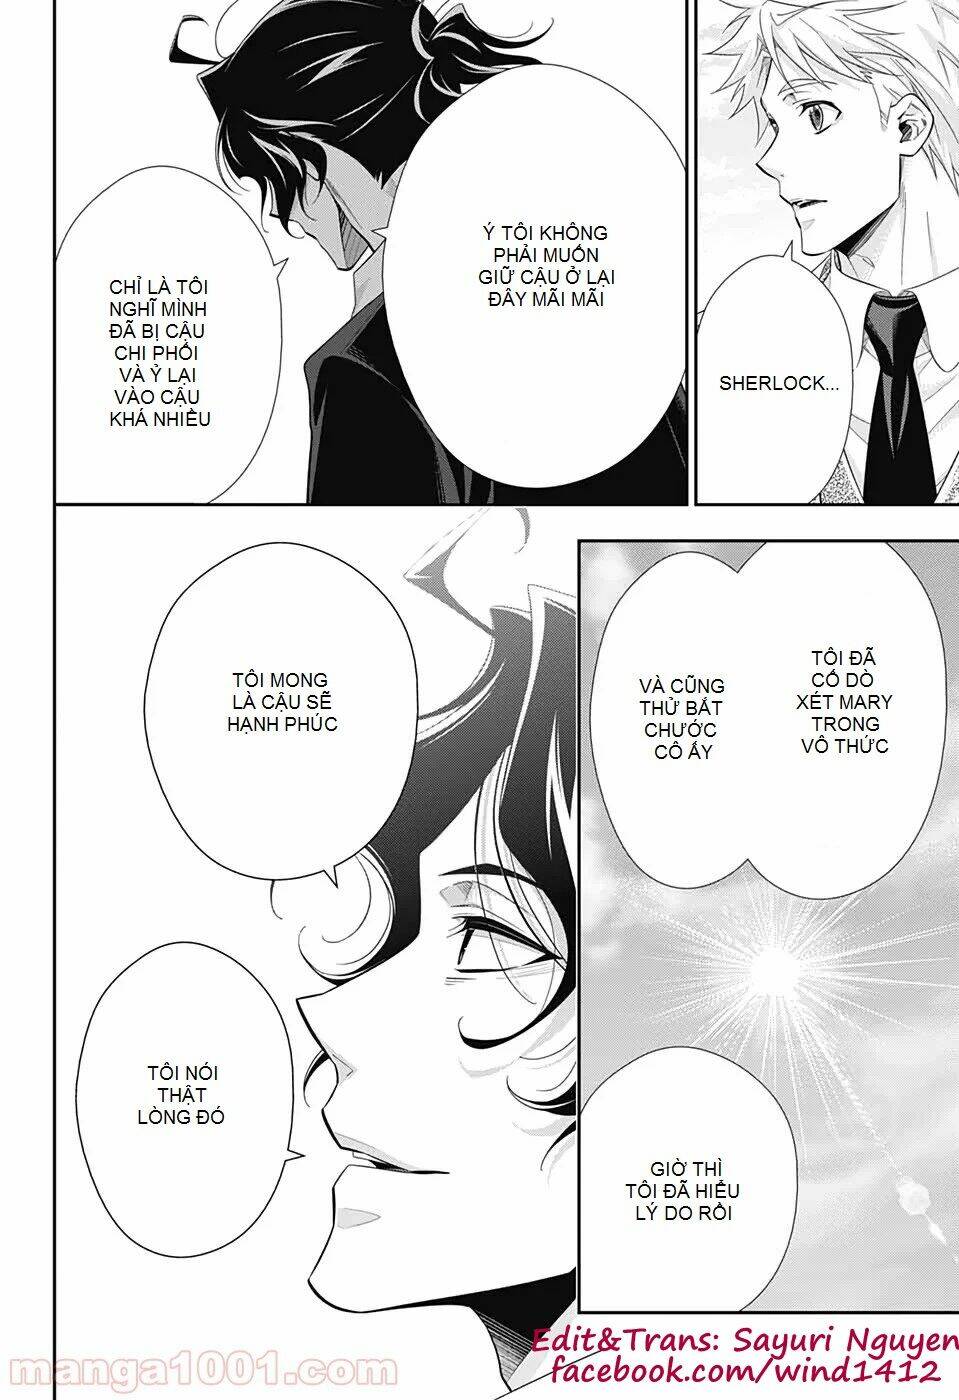 SHERLOCK...
Ý TÔI KHÔNG
PHẢI MUỐN
GIỮ CẬU Ở LẠI
ĐÂY MÃI MÃI
CHỈ LÀ TÔI
NGHĨ MÌNH
ĐÃ BỊ CẬU
CHI PHỐI
VÀ Ỷ LẠI
VÀO CẬU
KHÁ NHIỀU
TÔI ĐÃ
CỐ DÒ
XÉT MARY
TRONG
VÔ THỨC
VÀ CŨNG
THỬ BẮT
CHƯỚC
CÔ ẤY
GIỜ THÌ
TÔI ĐÃ HIỂU
LÝ DO RỒI
TÔI MONG
LÀ CẬU SẼ
HẠNH PHÚC
TÔI NÓI
THẬT
LÒNG ĐÓ
Edit&Trans: Sayuri Nguyen
facebook.com/wind1412
manga1001.com